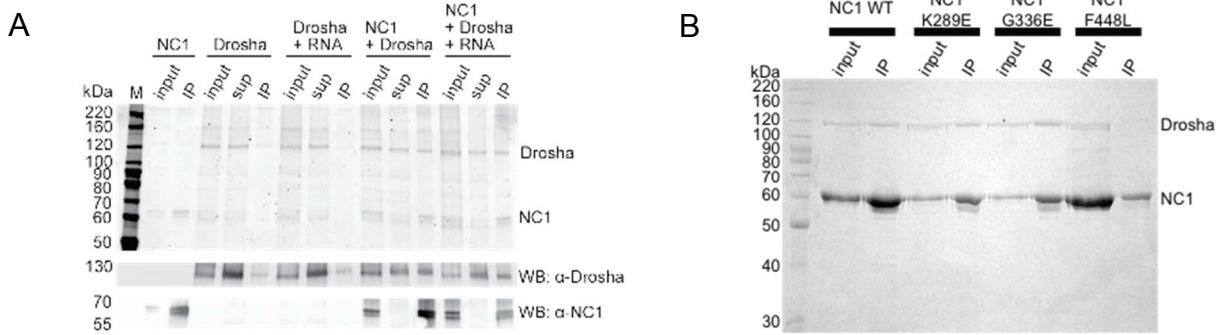 A
NC1
Drosha
Drosha
+ RNA
NC1
+ Drosha
NC1
+ Drosha
+ RNA
kDa
M
input
IP
input
sup
IP
input
sup
IP
input
sup
IP
input
sup
IP
220
160
120
100
90
80
70
60
50
Drosha
NC1
130
WB: α-Drosha
70
55
WB: α-NC1
B
NC1 WT
NC1
K289E
NC1
G336E
NC1
F448L
kDa
input
IP
input
IP
input
IP
input
IP
220
160
120
100
90
80
70
60
50
40
30
Drosha
NC1